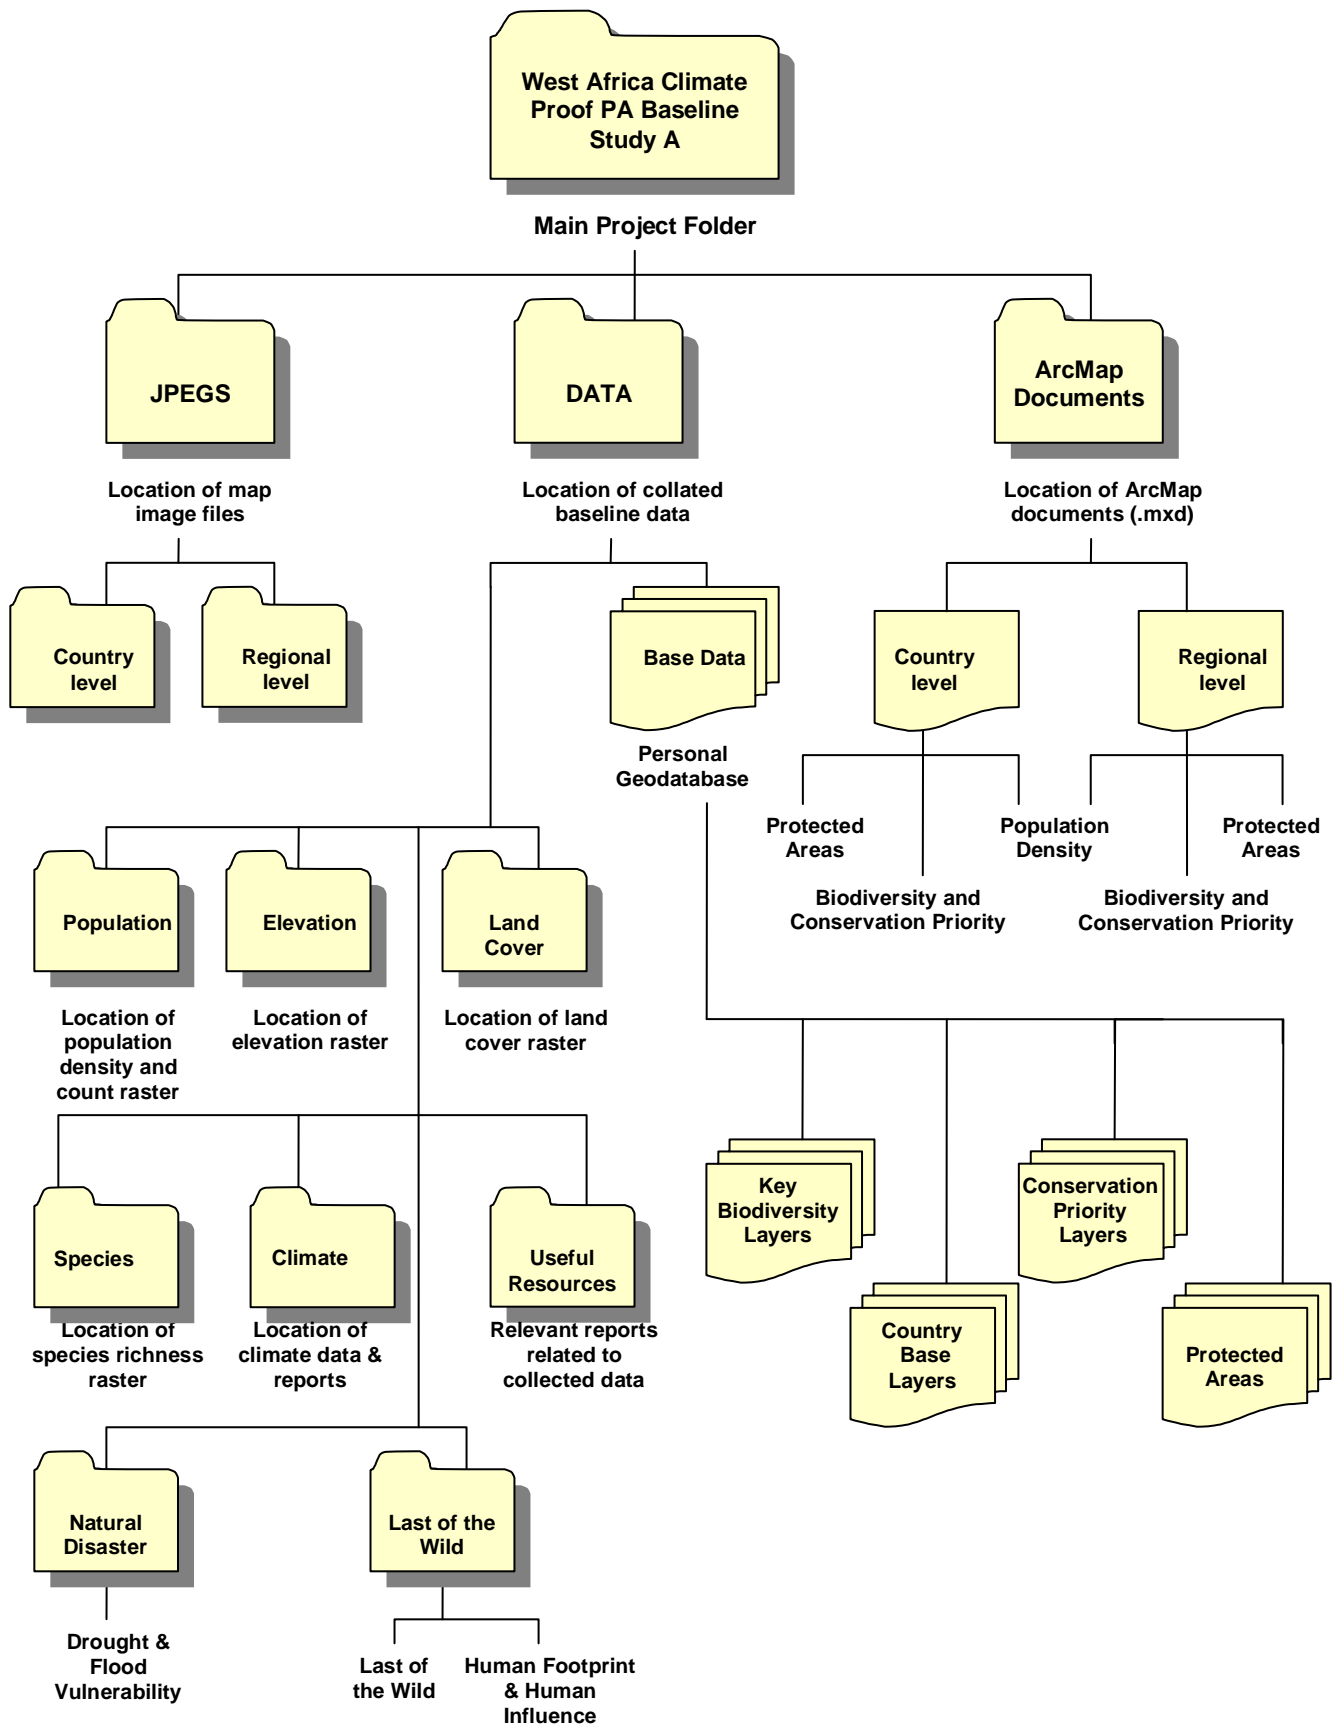 West Africa Climate
Proof PA Baseline
Study A
Main Project Folder
JPEGS
DATA
ArcMap
Documents
Location of map
image files
Location of collated
baseline data
Location of ArcMap
documents (.mxd)
Country
level
Regional
level
Base Data
Country
level
Regional
level
Personal
Geodatabase
Protected
Areas
Population
Density
Protected
Areas
Biodiversity and
Conservation Priority
Biodiversity and
Conservation Priority
Population
Elevation
Land
Cover
Location of
population
density and
count raster
Location of
elevation raster
Location of land
cover raster
Key
Biodiversity
Layers
Conservation
Priority
Layers
Species
Climate
Useful
Resources
Location of
species richness
raster
Location of
climate data &
reports
Relevant reports
related to
collected data
Country
Base
Layers
Protected
Areas
Natural
Disaster
Last of the
Wild
Drought &
Flood
Vulnerability
Last of
the Wild
Human Footprint
& Human
Influence